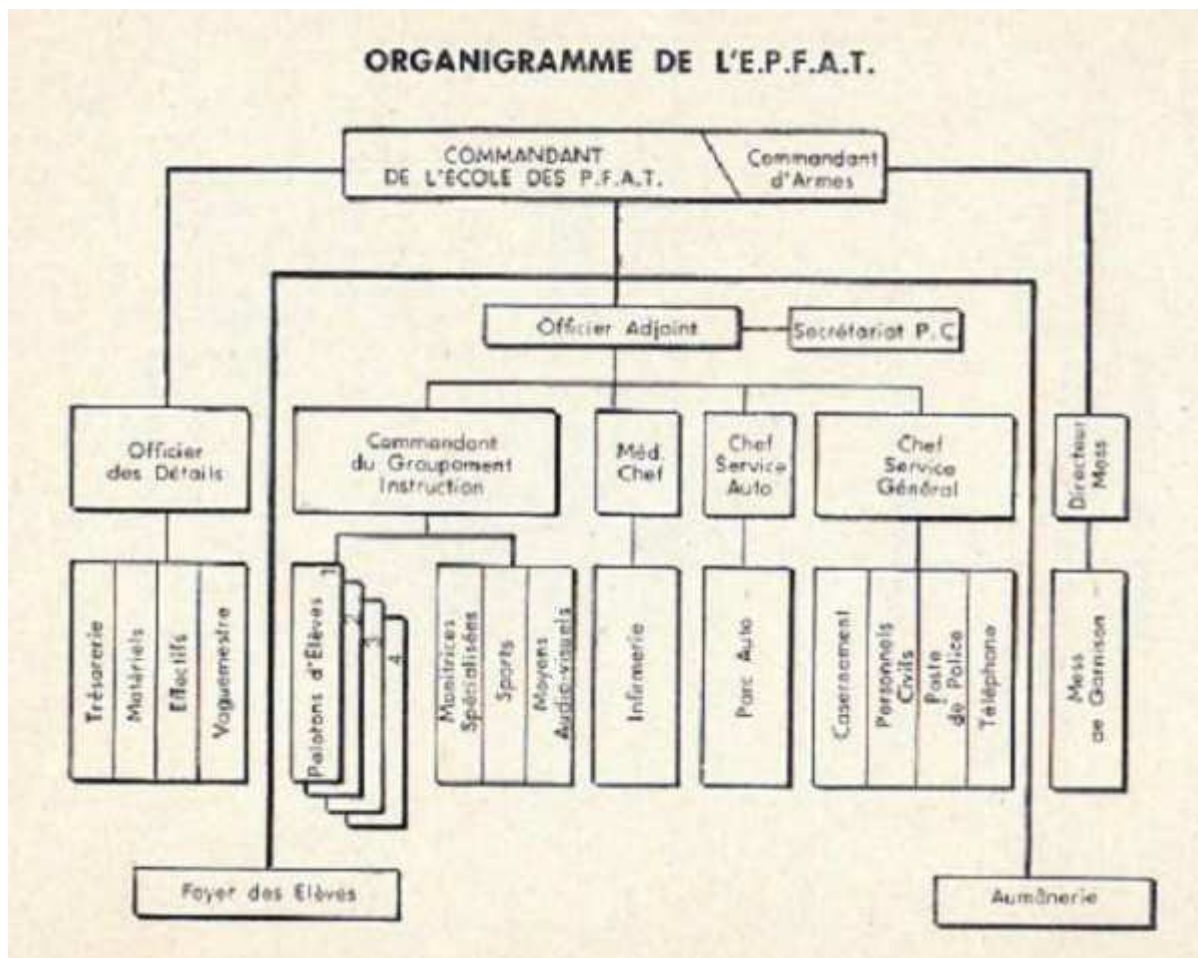 ORGANIGRAMME DE L'E.P.F.A.T.
COMMANDANT
DE L'ÉCOLE DES P.F.A.T.
Commandant
d'Armes
Officier Adjoint
Secrétariat P.C
Officier
des Détails
Commandant
du Groupement
Instruction
Méd.
Chef
Chef
Service
Auto
Chef
Service
Général
Directeur
Mess
Trésorerie
Matériels
Effectifs
Vaguemestre
Pelotons d'Élèves
1
2
3
4
Monitrices
Spécialisées
Sports
Moyens
Audio-visuels
Infirmerie
Parc Auto
Casernement
Personnels
Civils
Poste
de Police
Téléphone
Mess
de Garnison
Foyer des Elèves
Aumônerie